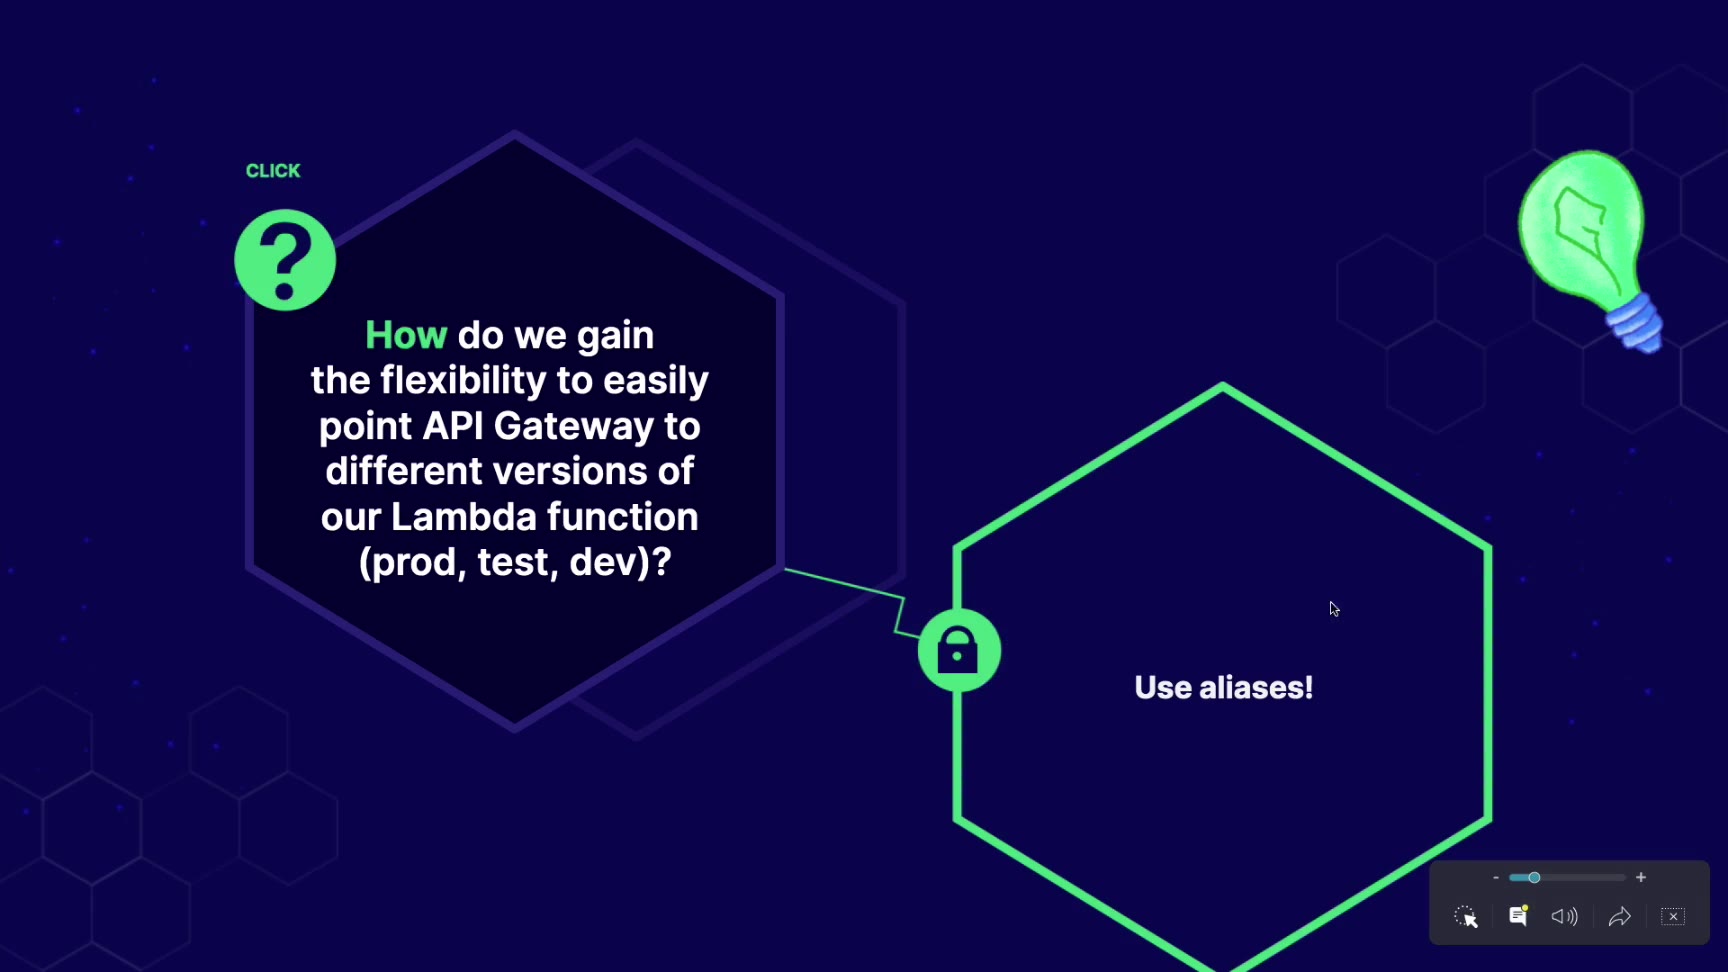 CLICK
?
How do we gain
the flexibility to easily
point API Gateway to
different versions of
our Lambda function
(prod, test, dev)?
Use aliases!
- +